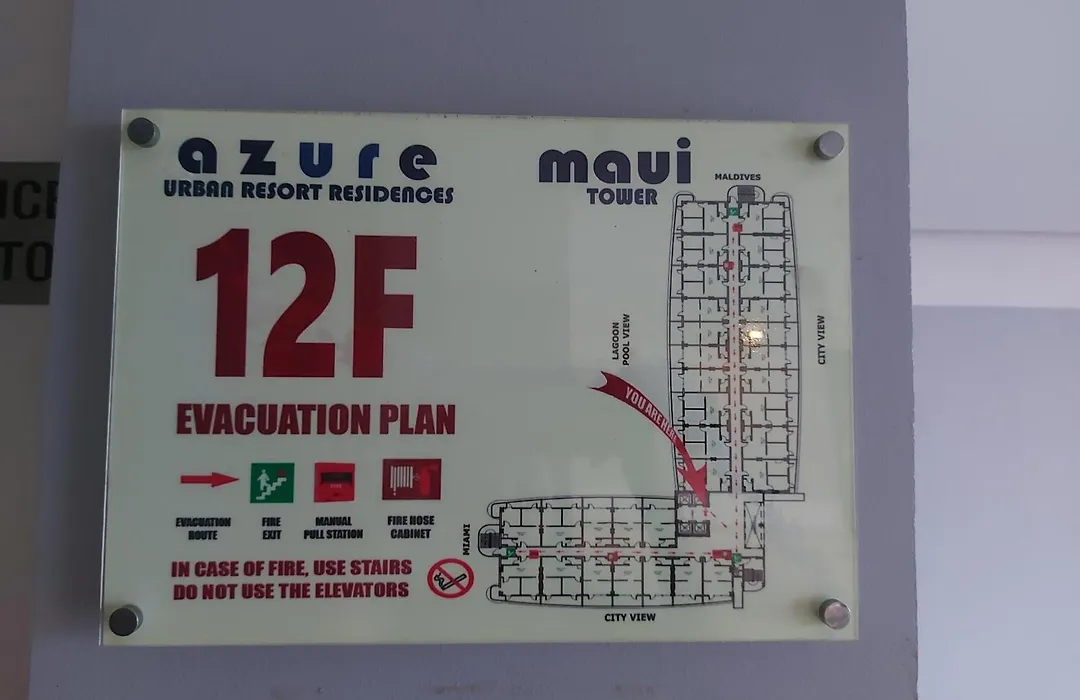 azure
URBAN RESORT RESIDENCES
maui
TOWER
12F
EVACUATION PLAN
EVACUATION
ROUTE
FIRE
EXIT
MANUAL
PULL STATION
FIRE HOSE
CABINET
IN CASE OF FIRE, USE STAIRS
DO NOT USE THE ELEVATORS
MALDIVES
LAGOON
POOL VIEW
CITY VIEW
YOU ARE HERE
MIAMI
CITY VIEW